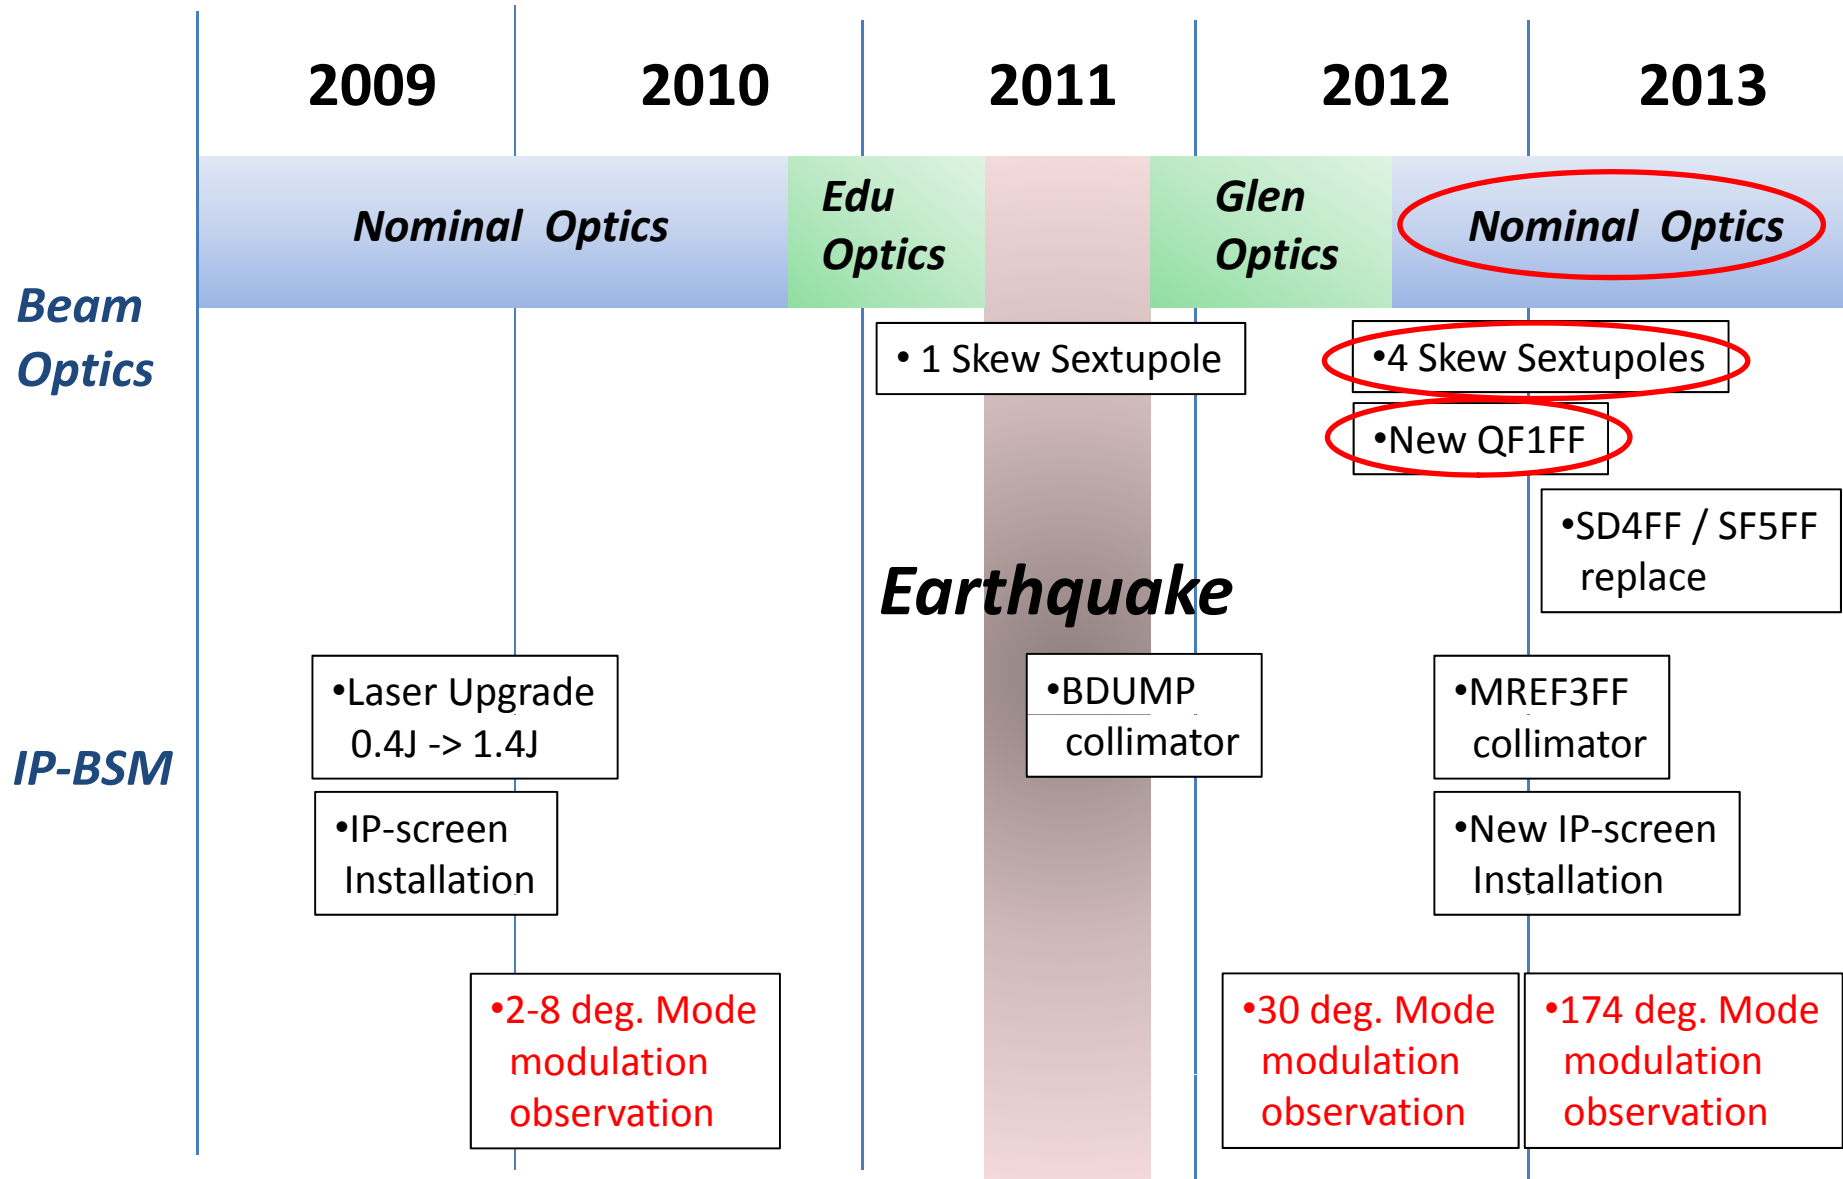 2009 2010 2011 2012 2013
Nominal Optics
Edu
Optics
Glen
Optics
Nominal Optics
Beam
Optics
• 1 Skew Sextupole
•4 Skew Sextupoles
•New QF1FF
•SD4FF / SF5FF
replace
Earthquake
IP-BSM
•Laser Upgrade
0.4J -> 1.4J
•BDUMP
collimator
•MREF3FF
collimator
•IP-screen
Installation
•New IP-screen
Installation
•2-8 deg. Mode
modulation
observation
•30 deg. Mode
modulation
observation
•174 deg. Mode
modulation
observation